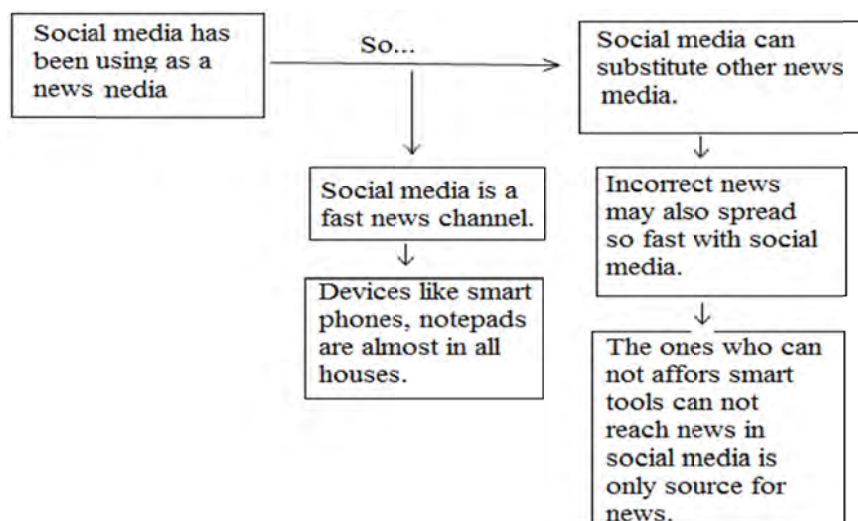 Social media has
been using as a
news media
So...
Social media can
substitute other news
media.
Social media is a
fast news channel.
Devices like smart
phones, notepads
are almost in all
houses.
Incorrect news
may also spread
so fast with social
media.
The ones who can
not affors smart
tools can not
reach news in
social media is
only source for
news.